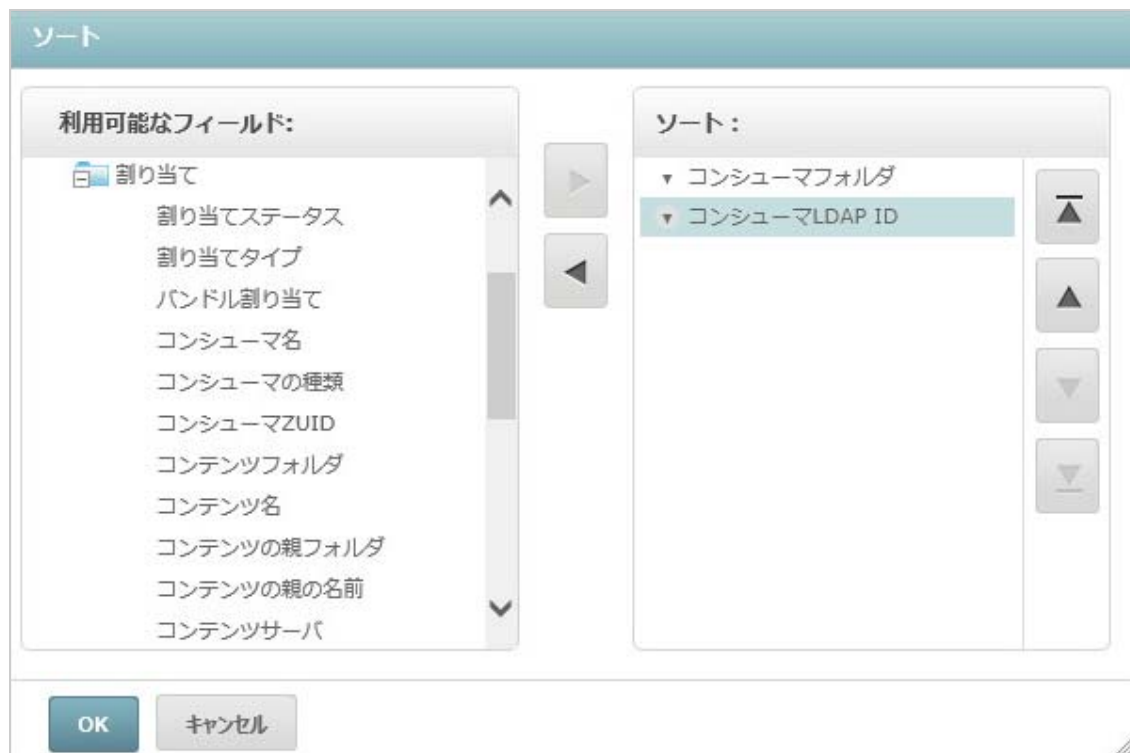 ソート
利用可能なフィールド:
割り当て
割り当てステータス
割り当てタイプ
バンドル割り当て
コンシューマ名
コンシューマの種類
コンシューマZUID
コンテンツフォルダ
コンテンツ名
コンテンツの親フォルダ
コンテンツの親の名前
コンテンツサーバ
ソート：
コンシューマフォルダ
コンシューマLDAP ID
OK
キャンセル